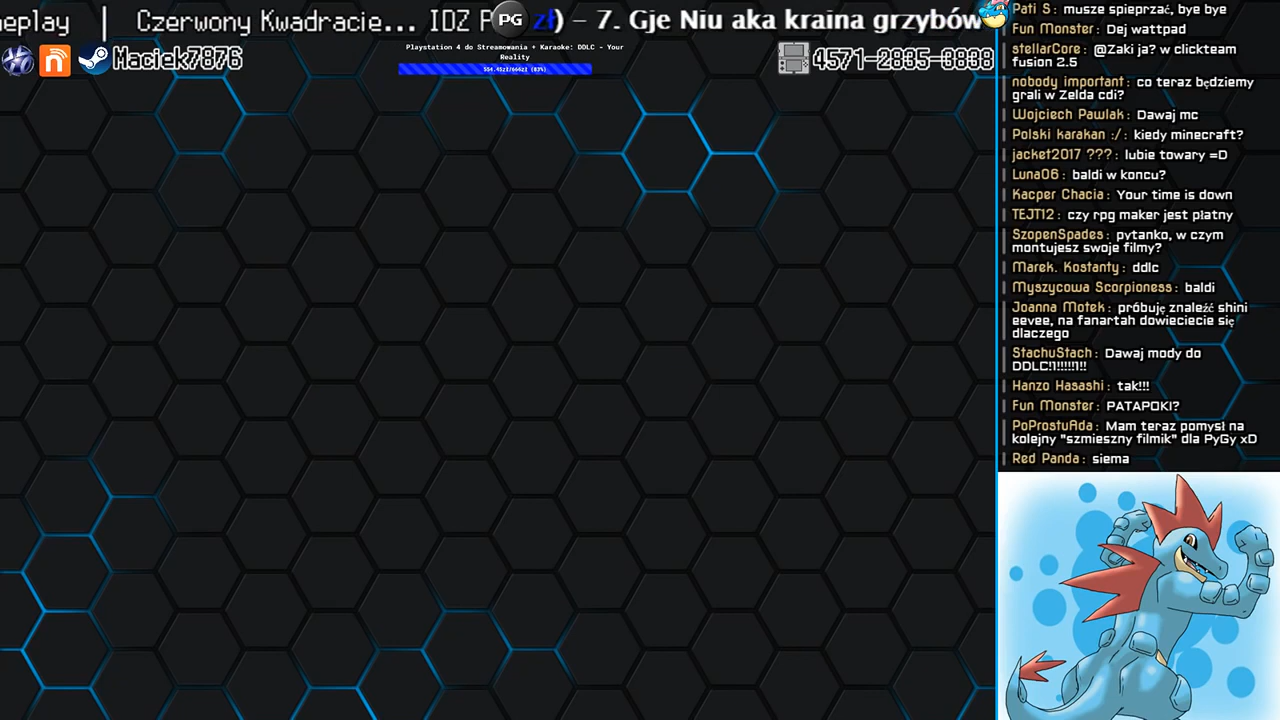 eplay | Czerwony Kwadracie... IDZ P
PG zł) – 7. Gje Niu aka kraina grzybów
Maciek7876
Playstation 4 do Streamowania + Karaoke: DDLC - Your
Reality
4571-2835-3838
Pati S: musze spieprzać, bye bye
Fun Monster: Dej wattpad
stellarCore: @Zaki ja? w clickteam
fusion 2.5
nobody important: co teraz będziemy
grali w Zelda cdi?
Wojciech Pawlak: Dawaj mc
Polski karakan :/: kiedy minecraft?
jacket2017 ???: lubie towary =D
Luna06: baldi w koncu?
Kacper Chacia: Your time is down
TEJT12: czy rpg maker jest płatny
SzopenSpades: pytanko, w czym
montujesz swoje filmy?
Marek. Kostanty: ddlc
Myszycowa Scorpioness: baldi
Joanna Motek: próbuję znaleźć shini
eevee, na fanartah dowieciecie się
dlaczego
StachuStach: Dawaj mody do
DDLC!1!!!!!1!!
Hanzo Hasashi: tak!!!
Fun Monster: PATAPOKI?
PoProstuAda: Mam teraz pomysł na
kolejny "szmieszny filmik" dla PyGy xD
Red Panda: siema